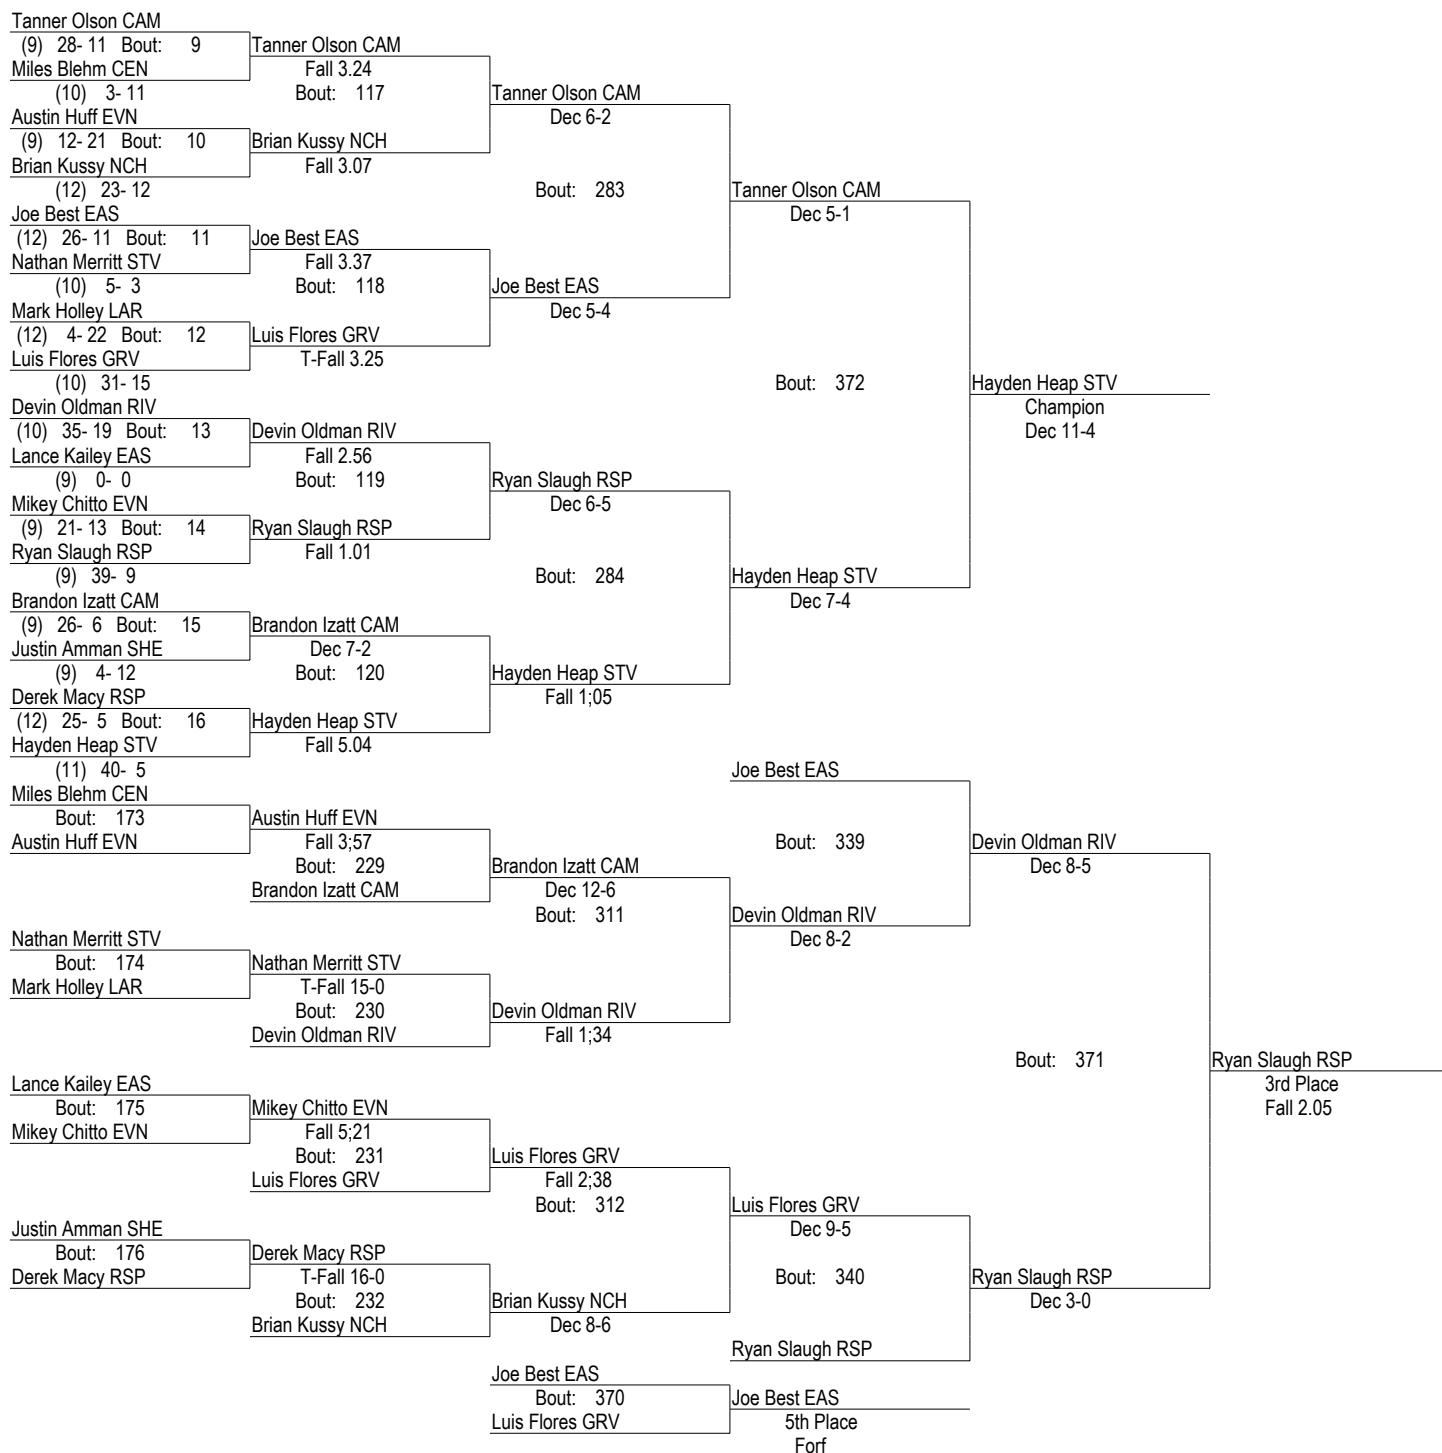 Tanner Olson CAM
(9) 28- 11 Bout: 9
Tanner Olson CAM
Miles Blehm CEN
Fall 3.24
(10) 3- 11
Bout: 117
Tanner Olson CAM
Austin Huff EVN
Dec 6-2
(9) 12- 21 Bout: 10
Brian Kussy NCH
Brian Kussy NCH
Fall 3.07
(12) 23- 12
Bout: 283
Tanner Olson CAM
Joe Best EAS
Dec 5-1
(12) 26- 11 Bout: 11
Joe Best EAS
Nathan Merritt STV
Fall 3.37
(10) 5- 3
Bout: 118
Joe Best EAS
Mark Holley LAR
Dec 5-4
(12) 4- 22 Bout: 12
Luis Flores GRV
Luis Flores GRV
T-Fall 3.25
(10) 31- 15
Bout: 372
Hayden Heap STV
Devin Oldman RIV
Champion
(10) 35- 19 Bout: 13
Devin Oldman RIV
Dec 11-4
Lance Kailey EAS
Fall 2.56
(9) 0- 0
Bout: 119
Ryan Slaugh RSP
Mikey Chitto EVN
Dec 6-5
(9) 21- 13 Bout: 14
Ryan Slaugh RSP
Ryan Slaugh RSP
Fall 1.01
(9) 39- 9
Bout: 284
Hayden Heap STV
Brandon Izatt CAM
Dec 7-4
(9) 26- 6 Bout: 15
Brandon Izatt CAM
Justin Amman SHE
Dec 7-2
(9) 4- 12
Bout: 120
Hayden Heap STV
Derek Macy RSP
Fall 1;05
(12) 25- 5 Bout: 16
Hayden Heap STV
Hayden Heap STV
Fall 5.04
(11) 40- 5
Joe Best EAS
Miles Blehm CEN
Bout: 173
Austin Huff EVN
Austin Huff EVN
Fall 3;57
Bout: 339
Devin Oldman RIV
Bout: 229
Brandon Izatt CAM
Dec 8-5
Brandon Izatt CAM
Dec 12-6
Bout: 311
Devin Oldman RIV
Nathan Merritt STV
Dec 8-2
Bout: 174
Nathan Merritt STV
Mark Holley LAR
T-Fall 15-0
Bout: 230
Devin Oldman RIV
Devin Oldman RIV
Fall 1;34
Bout: 371
Ryan Slaugh RSP
Lance Kailey EAS
3rd Place
Bout: 175
Mikey Chitto EVN
Fall 2.05
Mikey Chitto EVN
Fall 5;21
Bout: 231
Luis Flores GRV
Luis Flores GRV
Fall 2;38
Bout: 312
Luis Flores GRV
Justin Amman SHE
Dec 9-5
Bout: 176
Derek Macy RSP
Derek Macy RSP
T-Fall 16-0
Bout: 340
Ryan Slaugh RSP
Bout: 232
Brian Kussy NCH
Dec 3-0
Brian Kussy NCH
Dec 8-6
Ryan Slaugh RSP
Joe Best EAS
Bout: 370
Joe Best EAS
Luis Flores GRV
5th Place
Forf